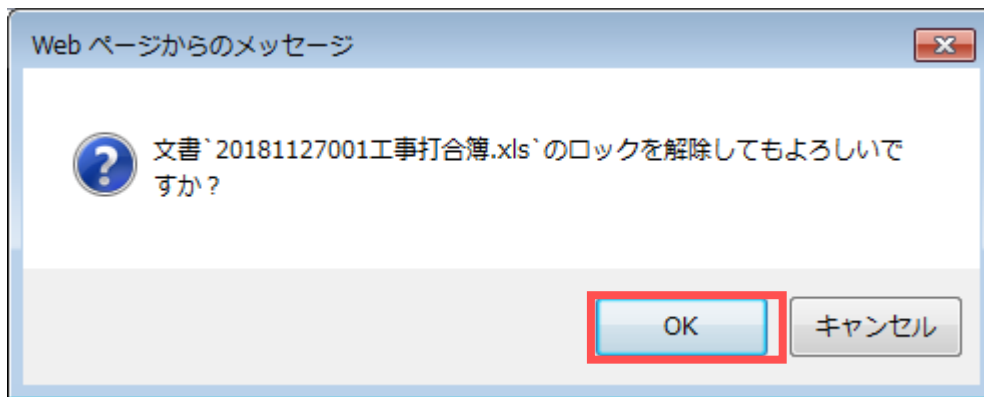 Web ページからのメッセージ
文書`20181127001工事打合簿.xls`のロックを解除してもよろしいで
すか？
OK
キャンセル